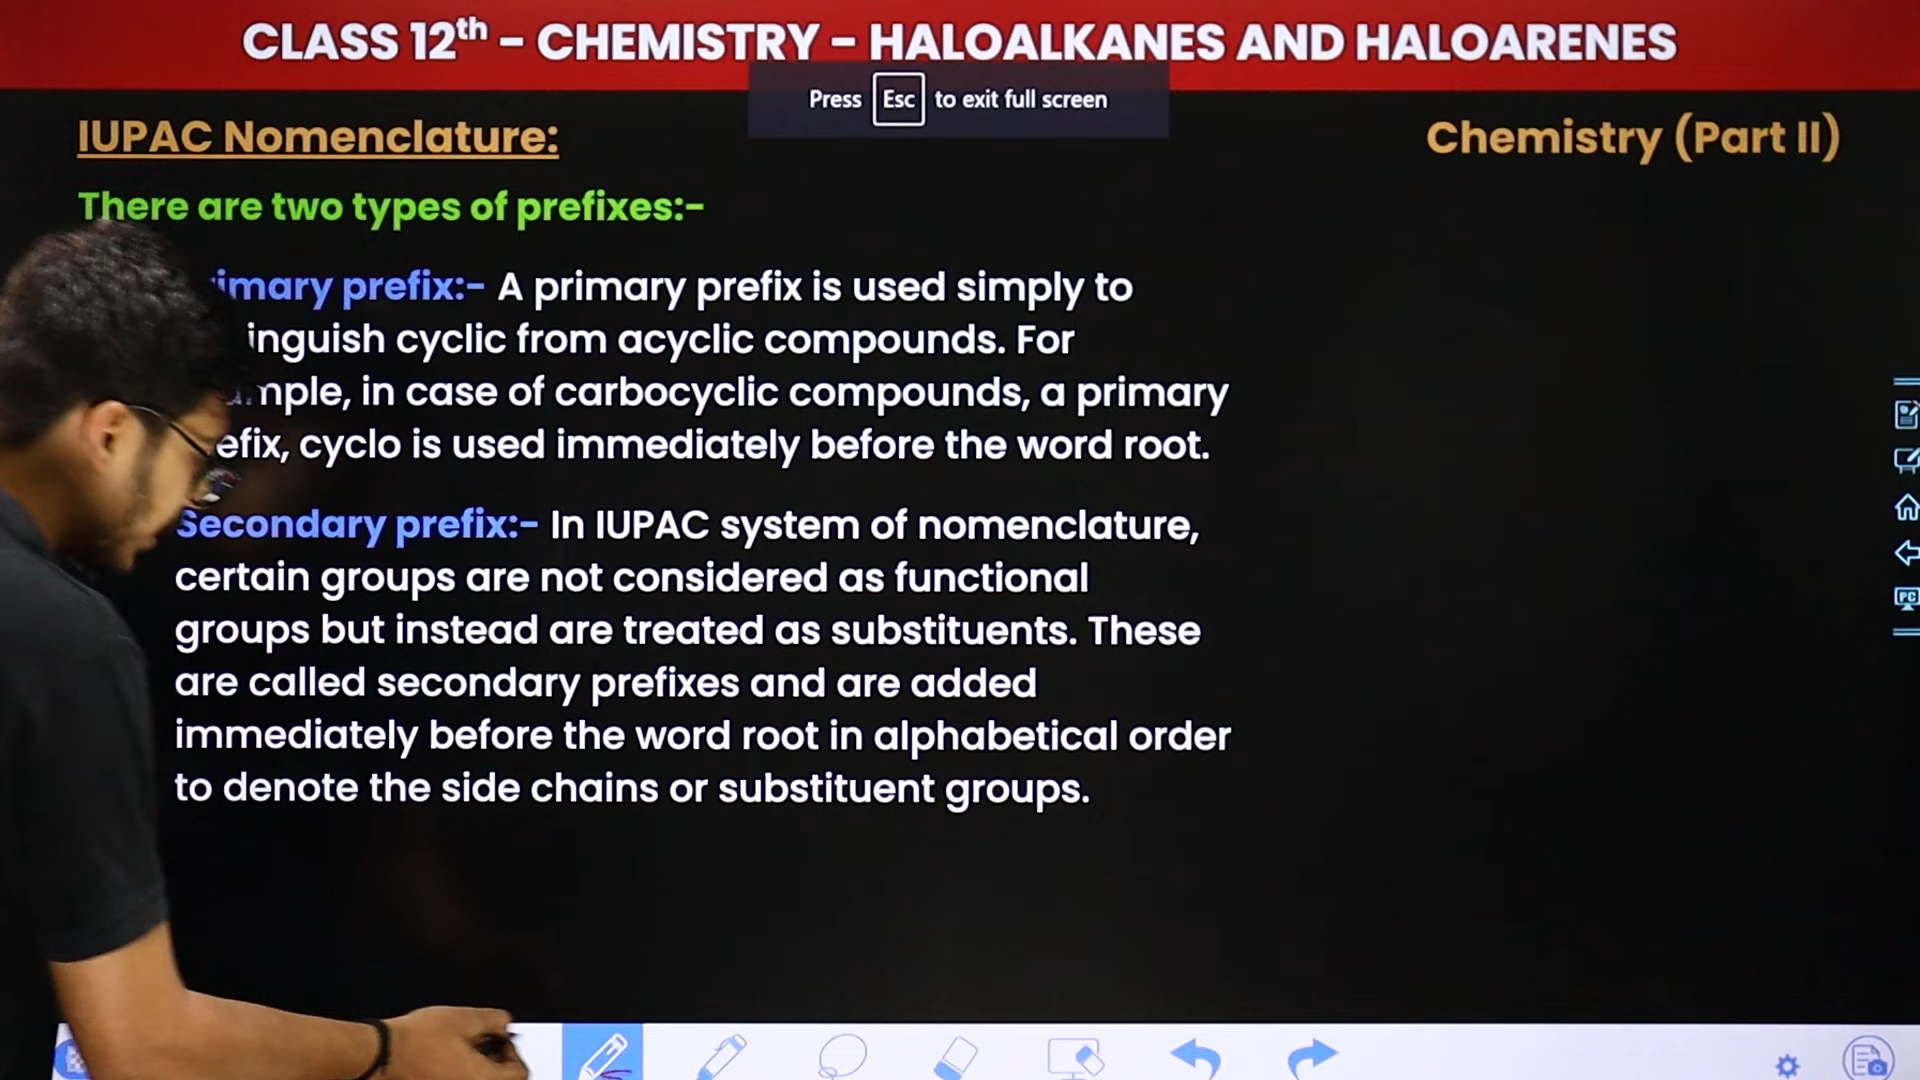 CLASS 12th - CHEMISTRY - HALOALKANES AND HALOARENES
Press Esc to exit full screen
IUPAC Nomenclature:
Chemistry (Part II)
There are two types of prefixes:-
imary prefix:- A primary prefix is used simply to
inguish cyclic from acyclic compounds. For
mple, in case of carbocyclic compounds, a primary
efix, cyclo is used immediately before the word root.
Secondary prefix:- In IUPAC system of nomenclature,
certain groups are not considered as functional
groups but instead are treated as substituents. These
are called secondary prefixes and are added
immediately before the word root in alphabetical order
to denote the side chains or substituent groups.
PC